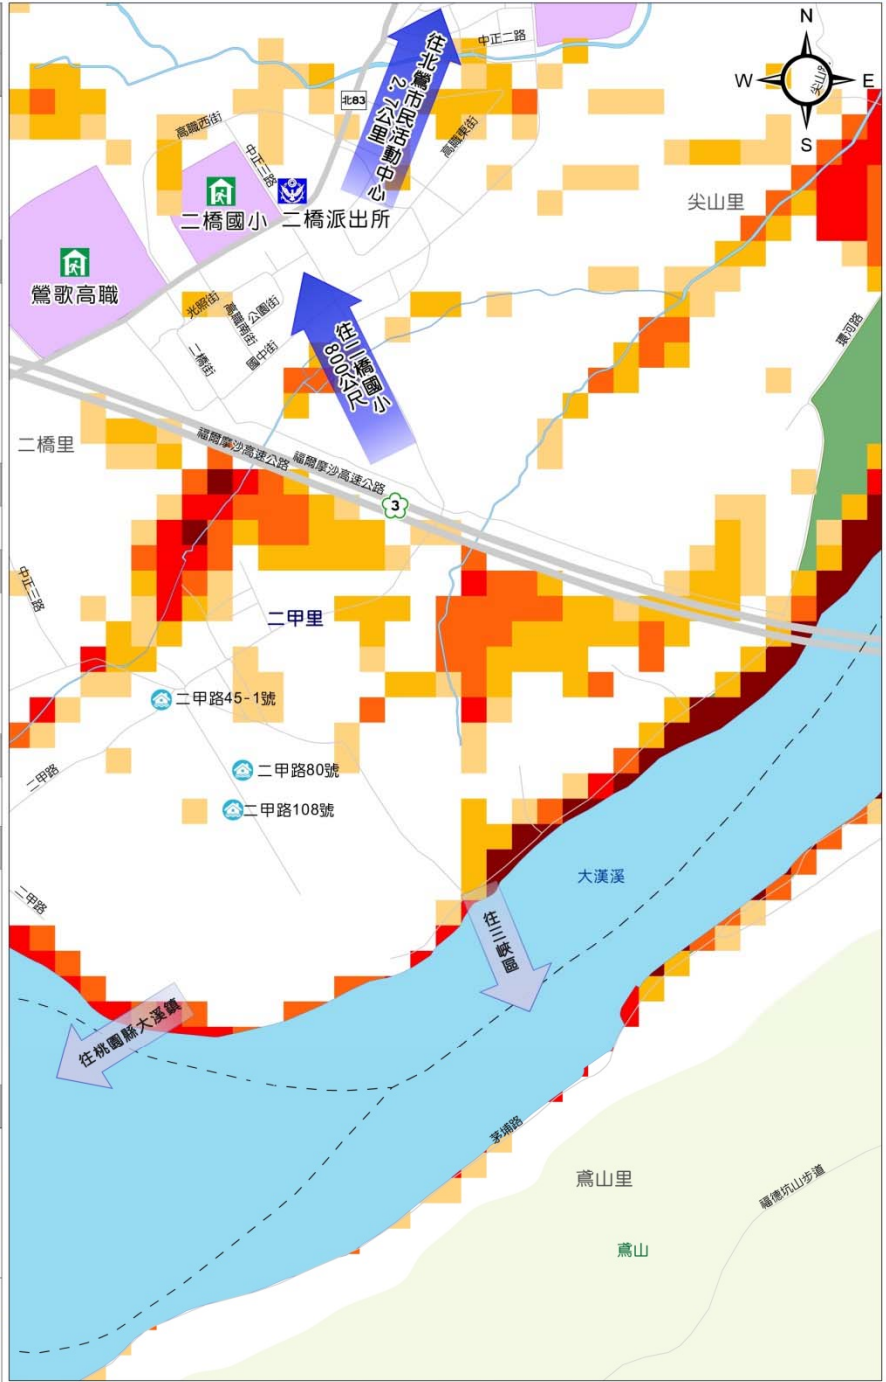 N
W
E
S
尖山路
中正二路
北83
往北鶯市民活動中心
2.7公里
高職西街
中正三路
高職東街
二橋國小
二橋派出所
尖山里
鶯歌高職
光照街
公園街
高職南街
國中街
二橋街
往二橋國小
800公尺
環河路
二橋里
福爾摩沙高速公路
福爾摩沙高速公路
3
中正三路
二甲里
二甲路45-1號
二甲路80號
二甲路
二甲路108號
大漢溪
二甲路
往三峽區
往桃園縣大溪鎮
茅埔路
鳶山里
福德坑山步道
鳶山